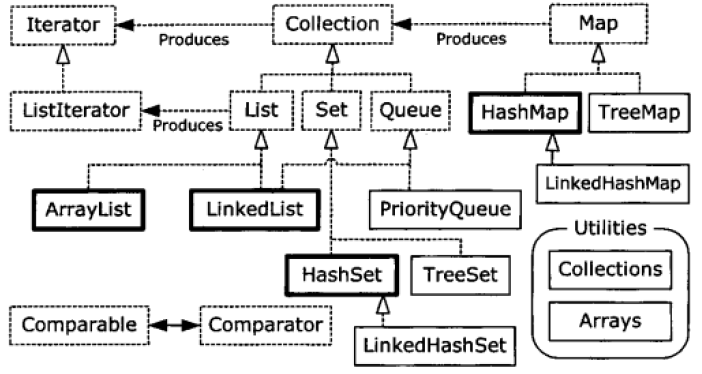 Iterator
Collection
Map
Produces
Produces
ListIterator
Produces
List
Set
Queue
HashMap
TreeMap
ArrayList
LinkedList
PriorityQueue
LinkedHashMap
Utilities
HashSet
TreeSet
Collections
Comparable
Comparator
Arrays
LinkedHashSet